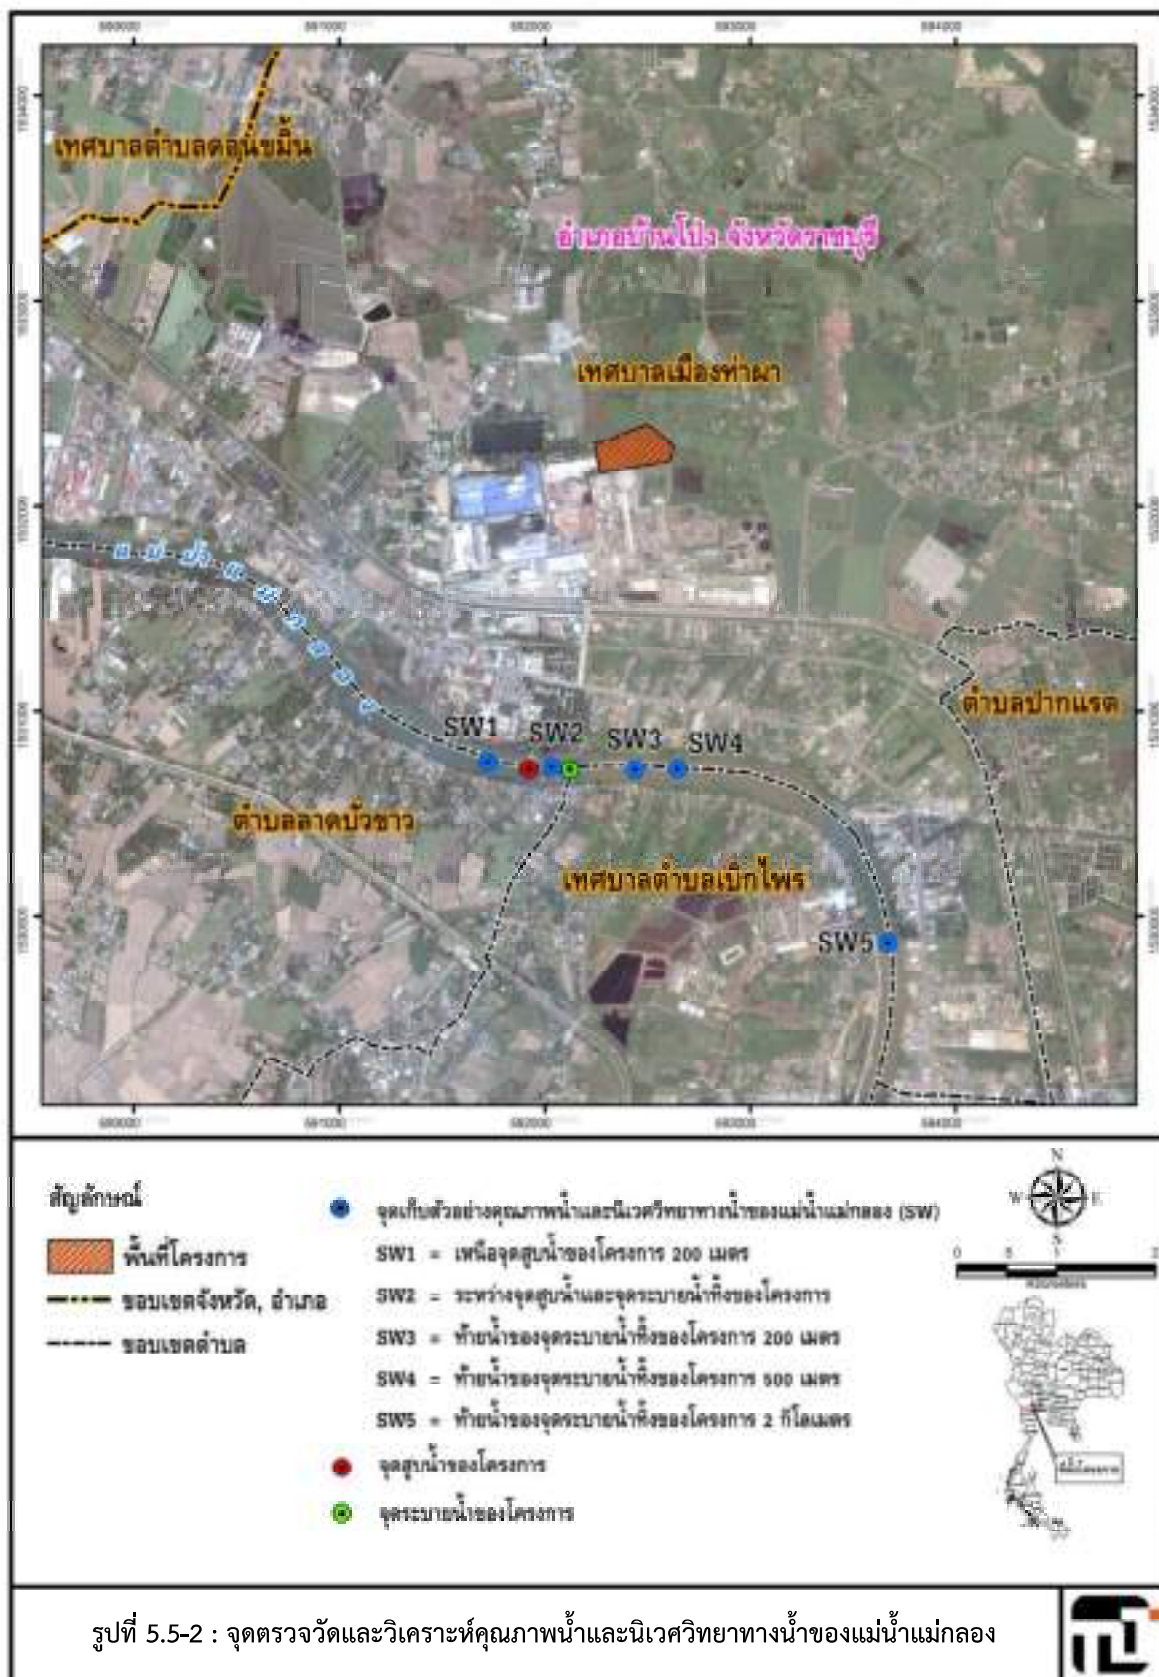 590000 591000 592000 593000 594000
เทศบาลตำบลดอนขมิ้น
อำเภอบ้านโป่ง จังหวัดราชบุรี
เทศบาลเมืองท่าผา
แม่น้ำแม่กลอง
ตำบลปากแรต
SW1
SW2
SW3
SW4
ตำบลลาดบัวขาว
เทศบาลตำบลเบิกไพร
SW5
590000 591000 592000 593000 594000
สัญลักษณ์
พื้นที่โครงการ
ขอบเขตจังหวัด, อำเภอ
ขอบเขตตำบล
จุดเก็บตัวอย่างคุณภาพน้ำและนิเวศวิทยาทางน้ำของแม่น้ำแม่กลอง (SW)
SW1 = เหนือจุดสูบน้ำของโครงการ 200 เมตร
SW2 = ระหว่างจุดสูบน้ำและจุดระบายน้ำทิ้งของโครงการ
SW3 = ท้ายน้ำของจุดระบายน้ำทิ้งของโครงการ 200 เมตร
SW4 = ท้ายน้ำของจุดระบายน้ำทิ้งของโครงการ 500 เมตร
SW5 = ท้ายน้ำของจุดระบายน้ำทิ้งของโครงการ 2 กิโลเมตร
จุดสูบน้ำของโครงการ
จุดระบายน้ำของโครงการ
N
W E
S
รูปที่ 5.5-2 : จุดตรวจวัดและวิเคราะห์คุณภาพน้ำและนิเวศวิทยาทางน้ำของแม่น้ำแม่กลอง